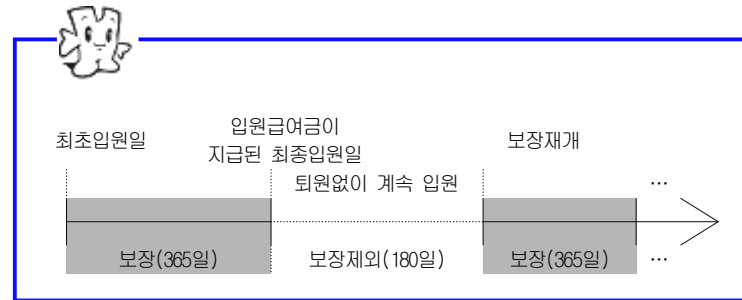 최초입원일
입원급여금이
지급된 최종입원일
보장재개
퇴원없이 계속 입원
…
보장(365일)
보장제외(180일)
보장(365일)
…